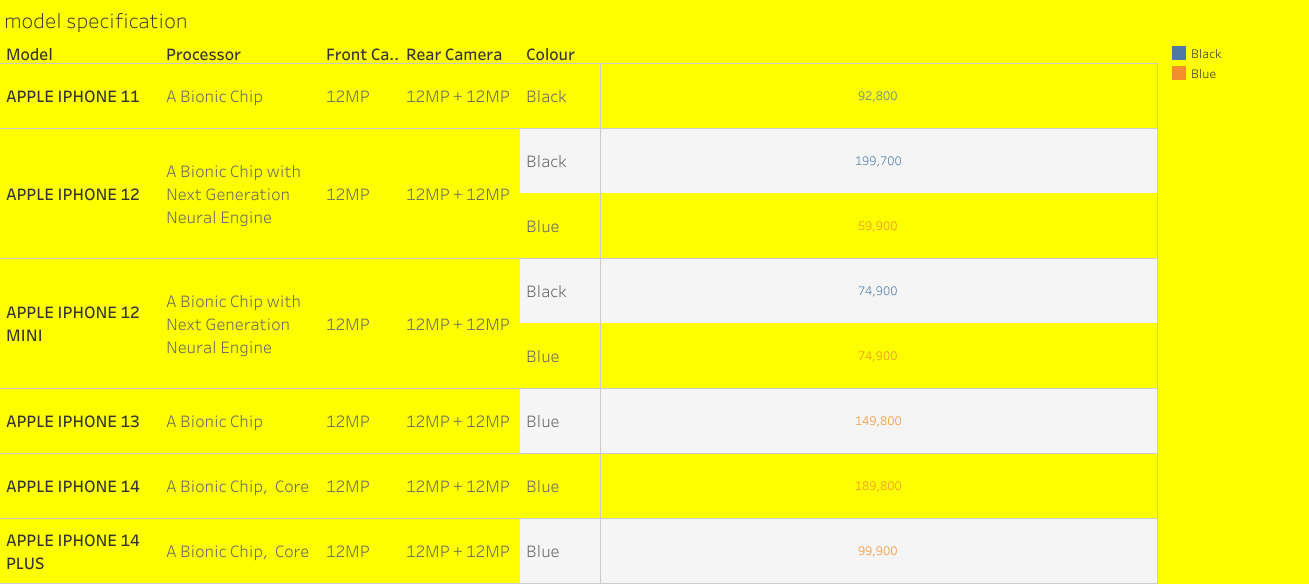 model specification
Model Processor Front Ca.. Rear Camera Colour
Black
Blue
APPLE IPHONE 11 A Bionic Chip 12MP 12MP + 12MP Black 92,800
APPLE IPHONE 12
A Bionic Chip with
Next Generation
Neural Engine
12MP 12MP + 12MP
Black 199,700
Blue 59,900
APPLE IPHONE 12
MINI
A Bionic Chip with
Next Generation
Neural Engine
12MP 12MP + 12MP
Black 74,900
Blue 74,900
APPLE IPHONE 13 A Bionic Chip 12MP 12MP + 12MP Blue 149,800
APPLE IPHONE 14 A Bionic Chip,  Core 12MP 12MP + 12MP Blue 189,800
APPLE IPHONE 14
PLUS
A Bionic Chip,  Core 12MP 12MP + 12MP Blue 99,900